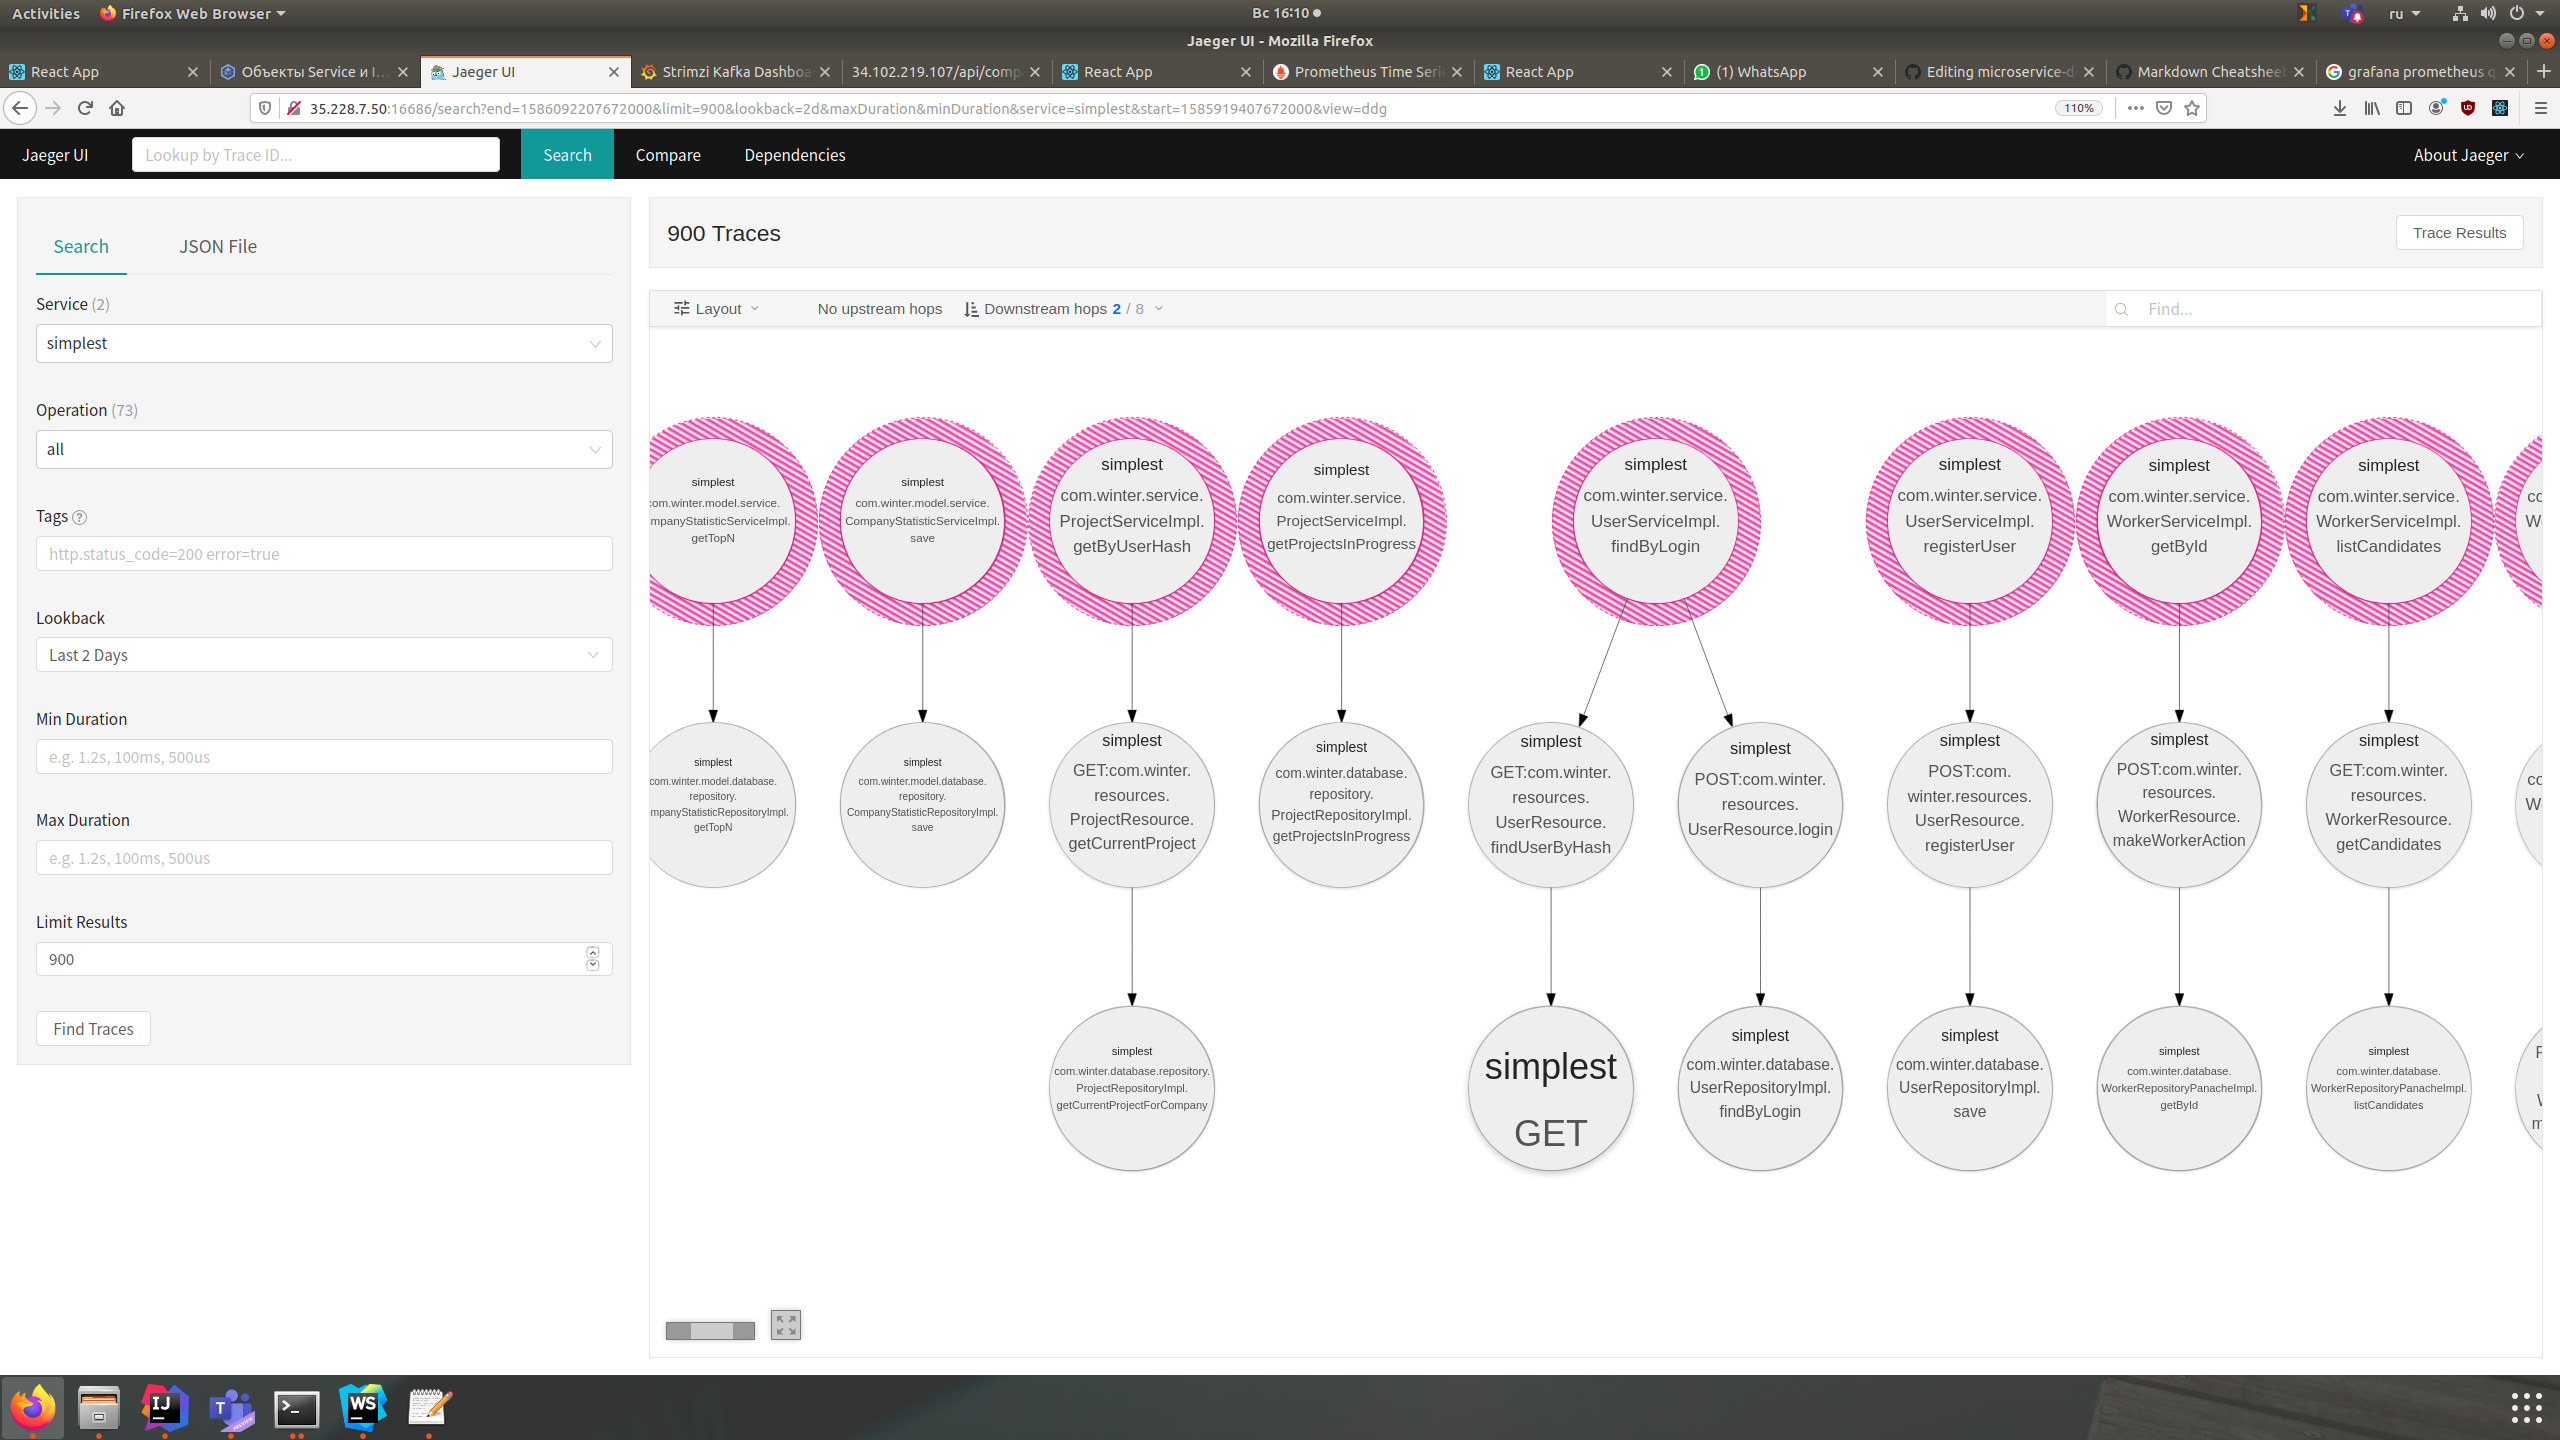 Activities
Firefox Web Browser
Вс 16:10
ru
Jaeger UI - Mozilla Firefox
React App
Объекты Service и I...
Jaeger UI
Strimzi Kafka Dashboa
34.102.219.107/api/comp
React App
Prometheus Time Seri
React App
(1) WhatsApp
Editing microservice-d
Markdown Cheatsheet
grafana prometheus q
35.228.7.50:16686/search?end=1586092207672000&limit=900&lookback=2d&maxDuration&minDuration&service=simplest&start=1585919407672000&view=ddg
110%
Jaeger UI
Lookup by Trace ID...
Search
Compare
Dependencies
About Jaeger
Search
JSON File
Service (2)
simplest
Operation (73)
all
Tags
http.status_code=200 error=true
Lookback
Last 2 Days
Min Duration
e.g. 1.2s, 100ms, 500us
Max Duration
e.g. 1.2s, 100ms, 500us
Limit Results
900
Find Traces
900 Traces
Trace Results
Layout
No upstream hops
Downstream hops 2 / 8
Find...
simplest
com.winter.model.service.
mpanyStatisticServiceImpl.
getTopN
simplest
com.winter.model.service.
CompanyStatisticServiceImpl.
save
simplest
com.winter.service.
ProjectServiceImpl.
getByUserHash
simplest
com.winter.service.
ProjectServiceImpl.
getProjectsInProgress
simplest
com.winter.service.
UserServiceImpl.
findByLogin
simplest
com.winter.service.
UserServiceImpl.
registerUser
simplest
com.winter.service.
WorkerServiceImpl.
getById
simplest
com.winter.service.
WorkerServiceImpl.
listCandidates
simplest
com.winter.model.database.
repository.
mpanyStatisticRepositoryImpl.
getTopN
simplest
com.winter.model.database.
repository.
CompanyStatisticRepositoryImpl.
save
simplest
GET:com.winter.
resources.
ProjectResource.
getCurrentProject
simplest
com.winter.database.
repository.
ProjectRepositoryImpl.
getProjectsInProgress
simplest
GET:com.winter.
resources.
UserResource.
findUserByHash
simplest
POST:com.winter.
resources.
UserResource.login
simplest
POST:com.
winter.resources.
UserResource.
registerUser
simplest
POST:com.winter.
resources.
WorkerResource.
makeWorkerAction
simplest
GET:com.winter.
resources.
WorkerResource.
getCandidates
simplest
com.winter.database.repository.
ProjectRepositoryImpl.
getCurrentProjectForCompany
simplest
GET
simplest
com.winter.database.
UserRepositoryImpl.
findByLogin
simplest
com.winter.database.
UserRepositoryImpl.
save
simplest
com.winter.database.
WorkerRepositoryPanacheImpl.
getById
simplest
com.winter.database.
WorkerRepositoryPanacheImpl.
listCandidates
IJ
T
PREVIEW
WS